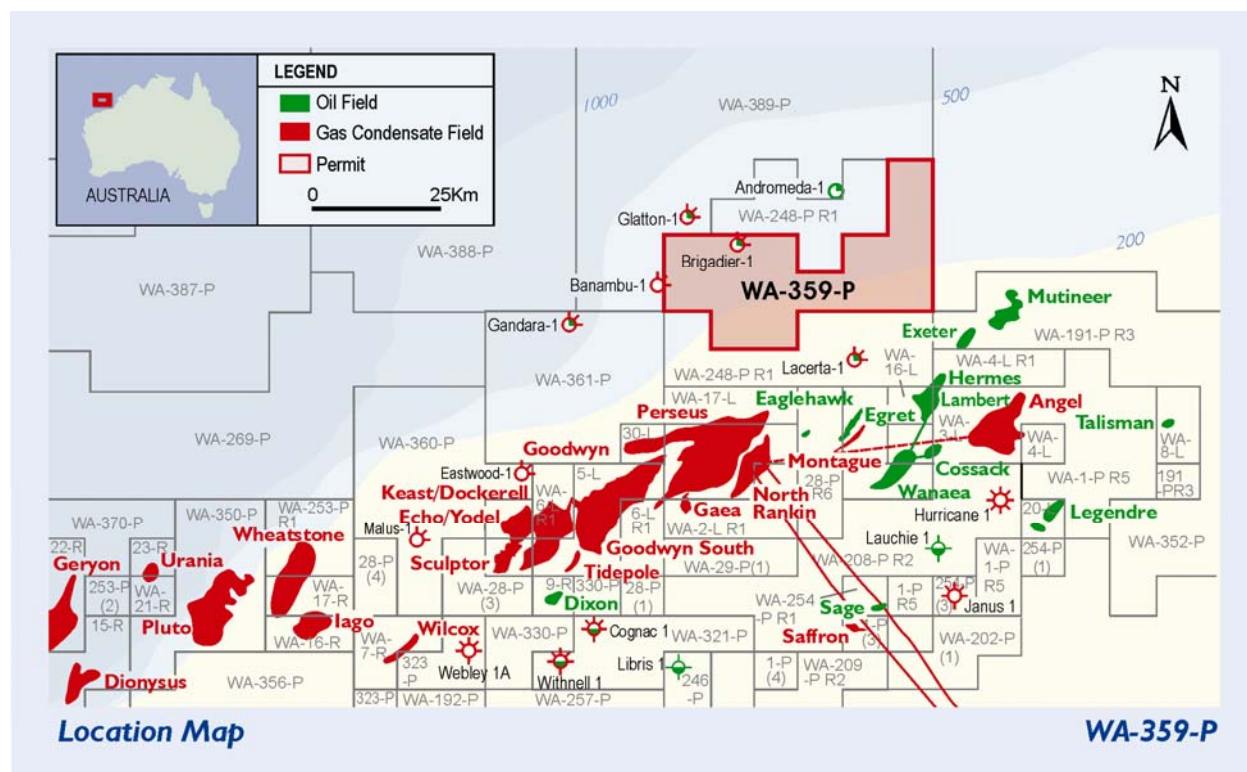 LEGEND
Oil Field
Gas Condensate Field
Permit
0 25Km
AUSTRALIA
N
1000
500
200
WA-389-P
Andromeda-1
Glatton-1
WA-248-P R1
WA-388-P
Brigadier-1
Banambu-1
WA-359-P
WA-387-P
Mutineer
Gandara-1
Exeter
WA-191-P R3
Lacerta-1
WA-16-L
WA-4-L R1
WA-361-P
WA-248-P R1
Hermes
WA-17-L
Eaglehawk
Lambert
Angel
Perseus
Egret
WA-3-L
Talisman
WA-269-P
WA-360-P
Goodwyn
30-L
WA-4-L
WA-8-L
Eastwood-1
5-L
Montague
Cossack
Keast/Dockerell
WA-6-L R1
28-P R6
WA-1-P R5
191-PR3
Wanaea
North Rankin
Gaea
Hurricane 1
20-L
Legendre
WA-370-P
WA-350-P
WA-253-P R1
Echo/Yodel
6-L R1
WA-2-L R1
Wheatstone
Malus-1
Goodwyn South
Lauchie 1
WA-352-P
22-R
23-R
Geryon
Urania
28-P (4)
Sculptor
Tidepole
WA-29-P(1)
WA-208-P R2
WA-1-P R5
254-P (1)
253-P (2)
WA-21-R
WA-17-R
WA-28-P (3)
9-R
330-P
28-P (1)
Dixon
WA-254-P R1
1-P R5
254-P (3)
Janus 1
Sage
15-R
Pluto
Iago
WA-16-R
WA-7-R
Wilcox
WA-330-P
Cognac 1
WA-321-P
Saffron
1-P (3)
WA-202-P (1)
323-P
Webley 1A
Withnell 1
Libris 1
1-P (4)
WA-209-P R2
Dionysus
WA-356-P
323-P
WA-192-P
WA-257-P
246-P
Location Map
WA-359-P